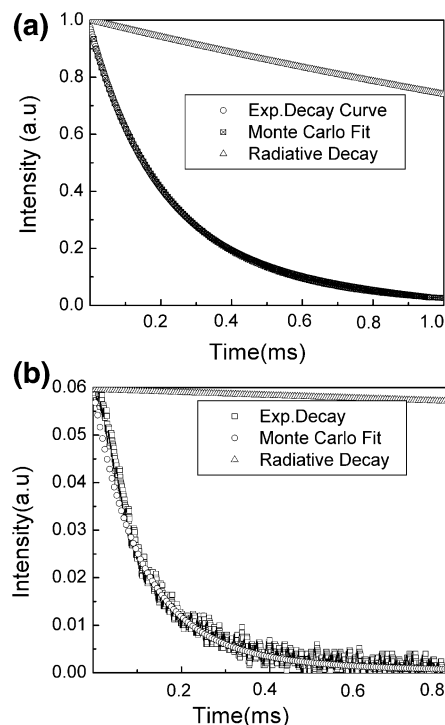 (a)
1.0
0.8
0.6
0.4
0.2
0.0
Intensity (a.u)
Exp.Decay Curve
Monte Carlo Fit
Radiative Decay
0.2 0.4 0.6 0.8 1.0
Time(ms)
(b)
0.06
0.05
0.04
0.03
0.02
0.01
0.00
Intensity(a.u)
Exp.Decay
Monte Carlo Fit
Radiative Decay
0.2 0.4 0.6 0.8
Time(ms)